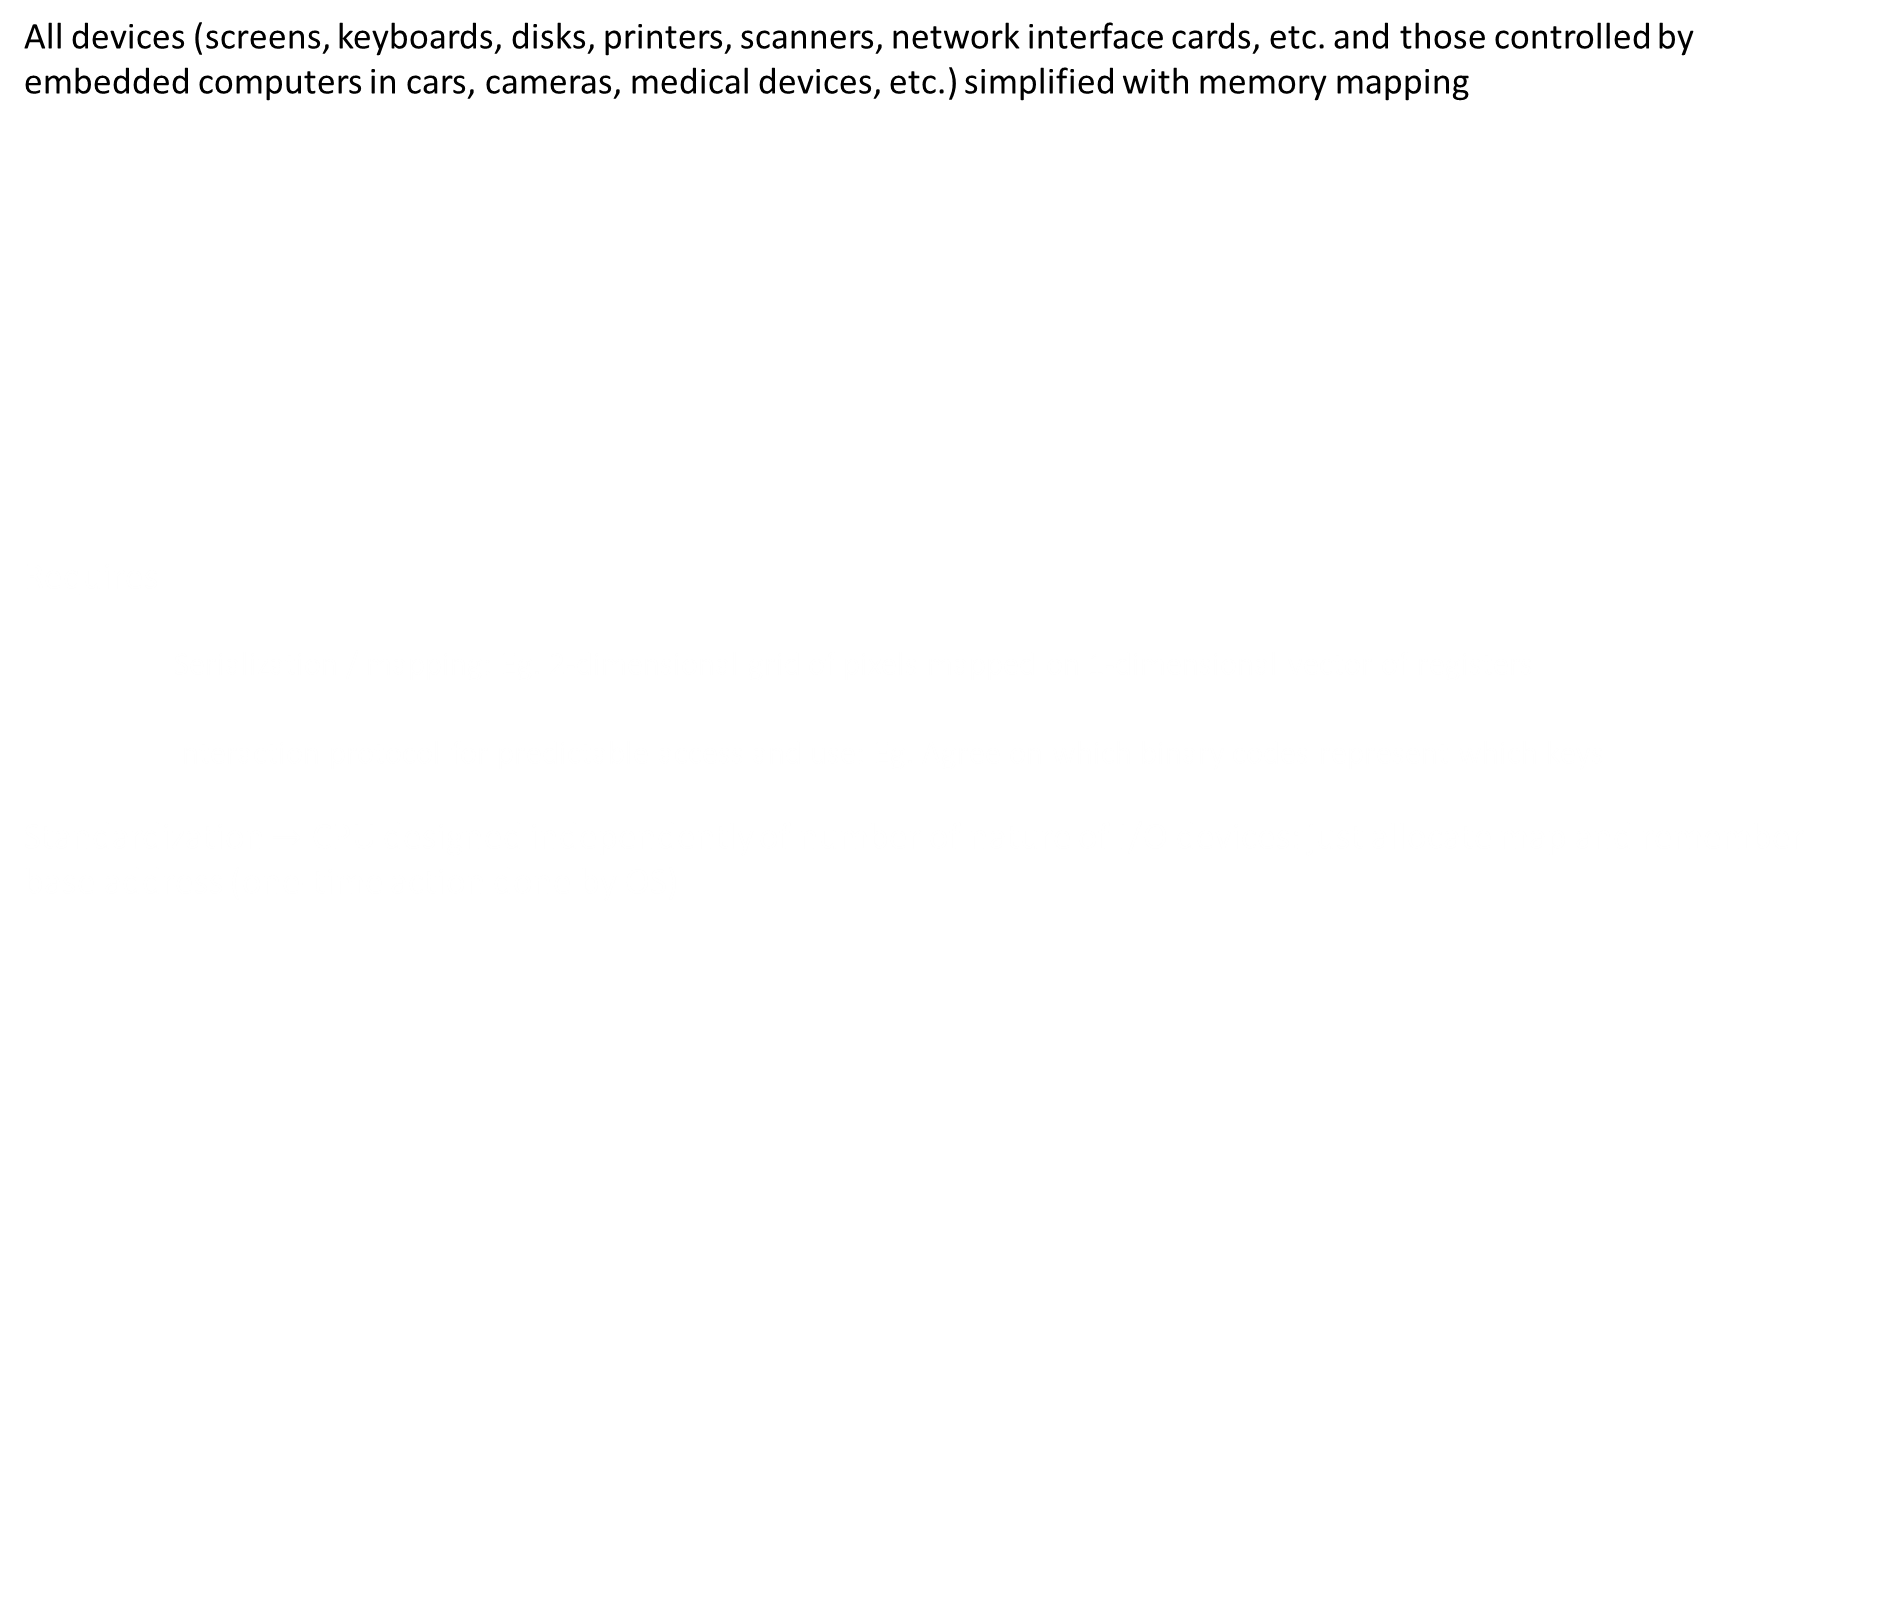 All devices (screens, keyboards, disks, printers, scanners, network interface cards, etc. and those controlled by
embedded computers in cars, cameras, medical devices, etc.) simplified with memory mapping